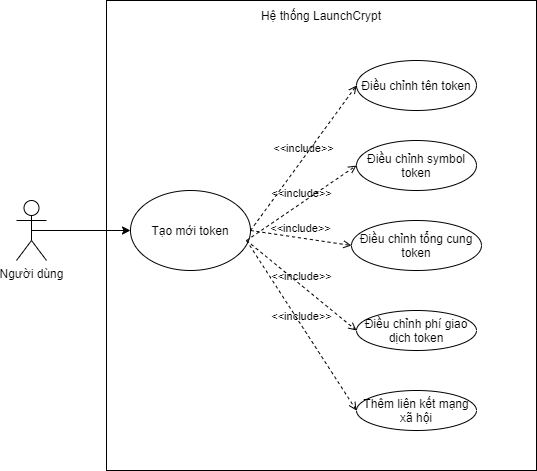 Hệ thống LaunchCrypt
Điều chỉnh tên token
<<include>>
Điều chỉnh symbol
token
<<include>>
Tạo mới token
<<include>>
Điều chỉnh tổng cung
token
Người dùng
<<include>>
<<include>>
Điều chỉnh phí giao
dịch token
Thêm liên kết mạng
xã hội